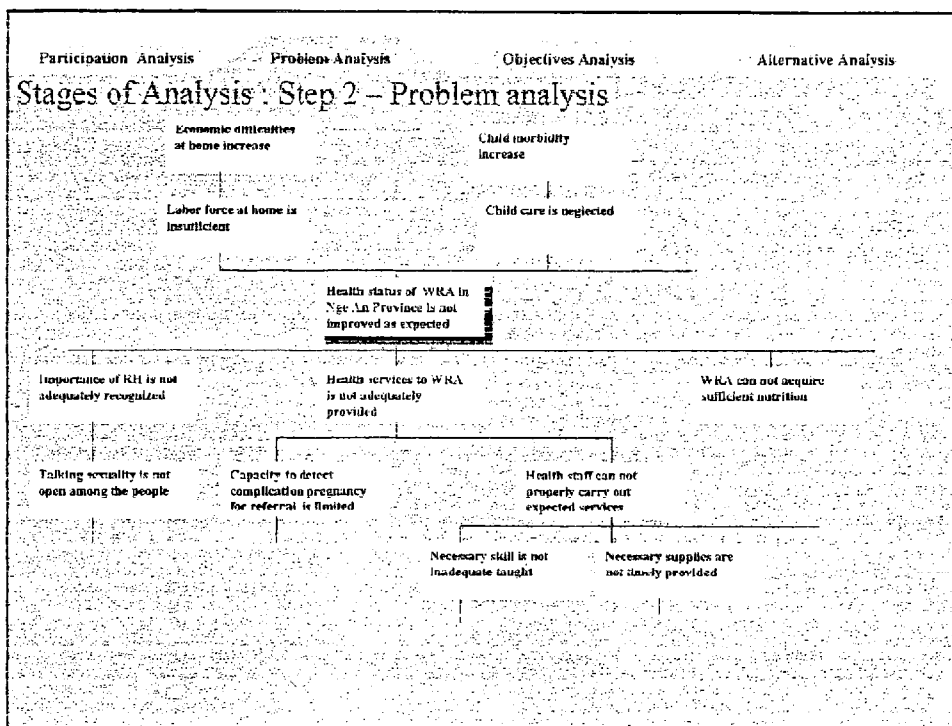 Participation Analysis
Problem Analysis
Objectives Analysis
Alternative Analysis
Stages of Analysis : Step 2 – Problem analysis
Economic difficulties
at home increase
Child morbidity
increase
Labor force at home is
insufficient
Child care is neglected
Health status of WRA in
Nge An Province is not
improved as expected
Importance of RH is not
adequately recognized
Health services to WRA
is not adequately
provided
WRA can not acquire
sufficient nutrition
Talking sexuality is not
open among the people
Capacity to detect
complication pregnancy
for referral is limited
Health staff can not
properly carry out
expected services
Necessary skill is not
inadequate taught
Necessary supplies are
not timely provided